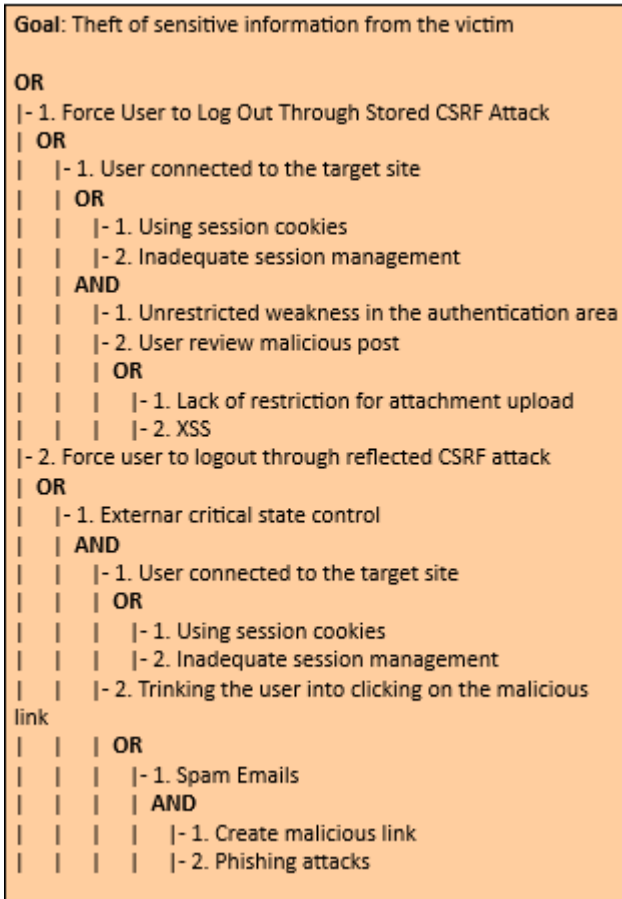 Goal: Theft of sensitive information from the victim
OR
|- 1. Force User to Log Out Through Stored CSRF Attack
| OR
| |- 1. User connected to the target site
| | OR
| | |- 1. Using session cookies
| | |- 2. Inadequate session management
| | AND
| | |- 1. Unrestricted weakness in the authentication area
| | |- 2. User review malicious post
| | | OR
| | | |- 1. Lack of restriction for attachment upload
| | | |- 2. XSS
|- 2. Force user to logout through reflected CSRF attack
| OR
| |- 1. Externar critical state control
| | AND
| | |- 1. User connected to the target site
| | | OR
| | | |- 1. Using session cookies
| | | |- 2. Inadequate session management
| | |- 2. Trinking the user into clicking on the malicious
link
| | | OR
| | | |- 1. Spam Emails
| | | | AND
| | | | |- 1. Create malicious link
| | | | |- 2. Phishing attacks